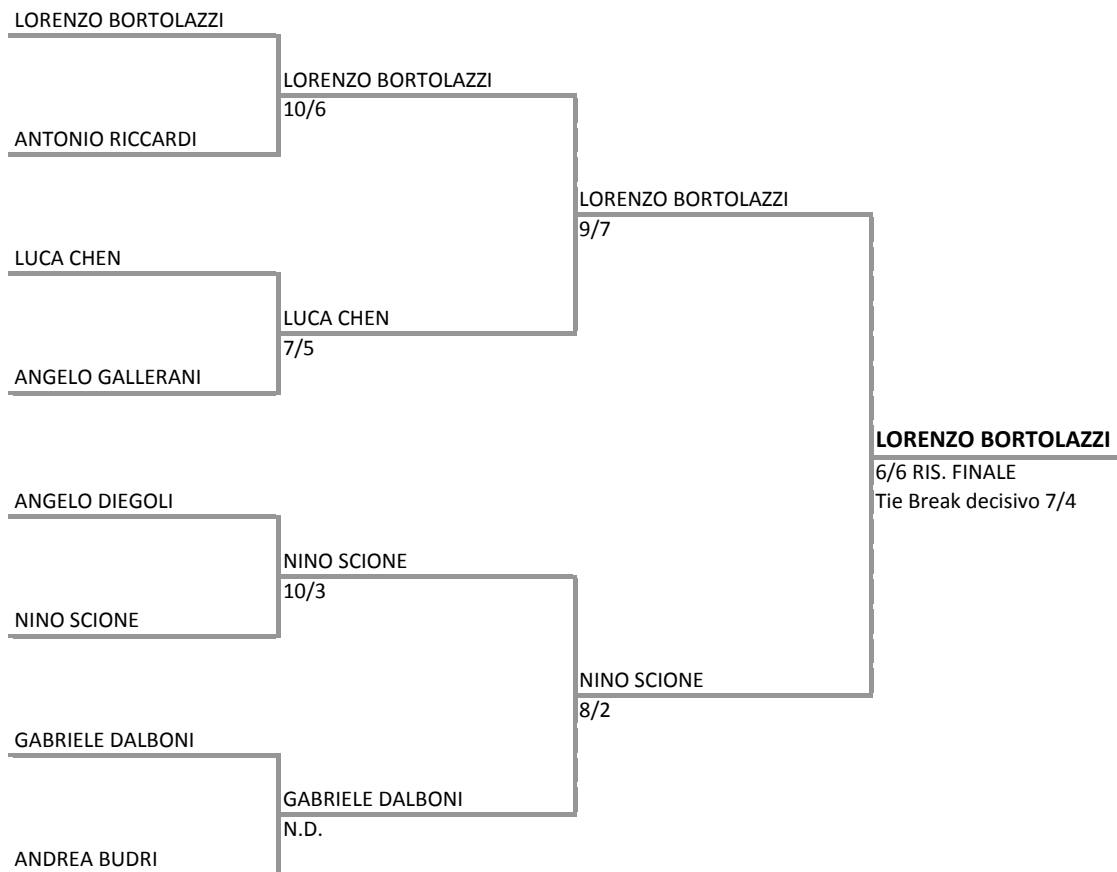 LORENZO BORTOLAZZI
LORENZO BORTOLAZZI
10/6
ANTONIO RICCARDI
LORENZO BORTOLAZZI
9/7
LUCA CHEN
LUCA CHEN
7/5
ANGELO GALLERANI
LORENZO BORTOLAZZI
6/6 RIS. FINALE
Tie Break decisivo 7/4
ANGELO DIEGOLI
NINO SCIONE
10/3
NINO SCIONE
NINO SCIONE
8/2
GABRIELE DALBONI
GABRIELE DALBONI
N.D.
ANDREA BUDRI